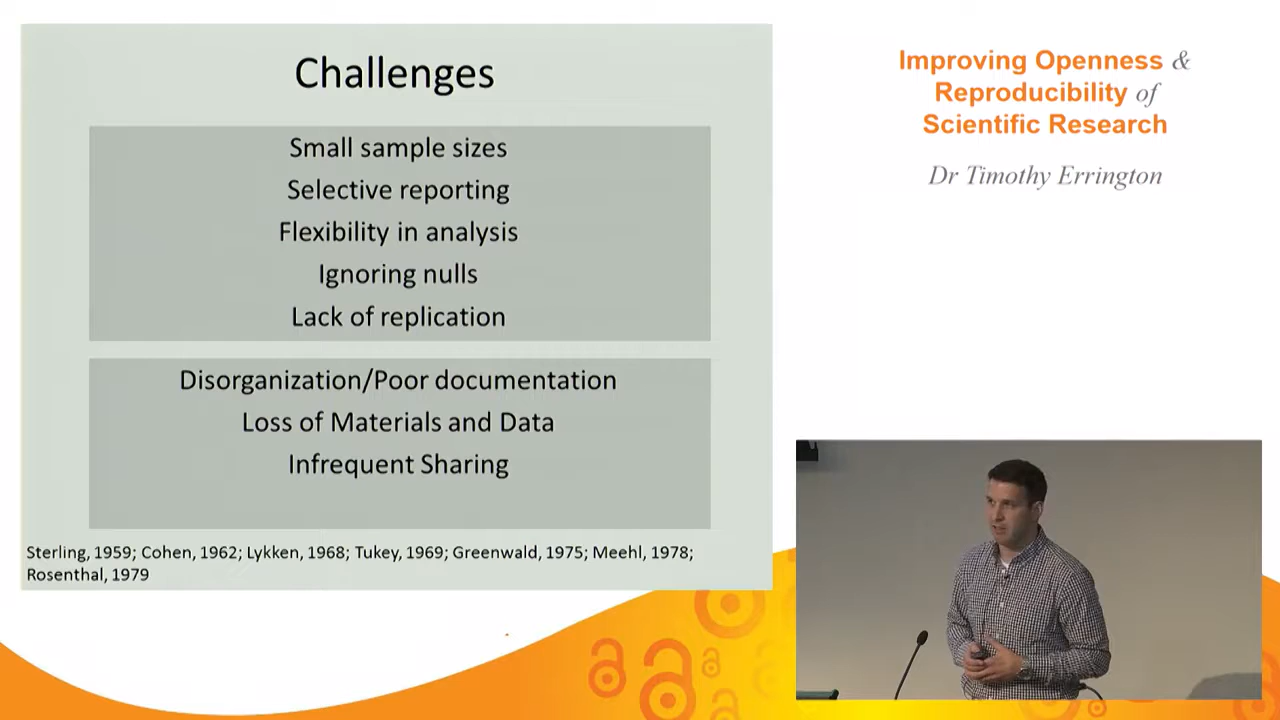 Challenges
Small sample sizes
Selective reporting
Flexibility in analysis
Ignoring nulls
Lack of replication
Disorganization/Poor documentation
Loss of Materials and Data
Infrequent Sharing
Sterling, 1959; Cohen, 1962; Lykken, 1968; Tukey, 1969; Greenwald, 1975; Meehl, 1978;
Rosenthal, 1979
Improving Openness &
Reproducibility of
Scientific Research
Dr Timothy Errington